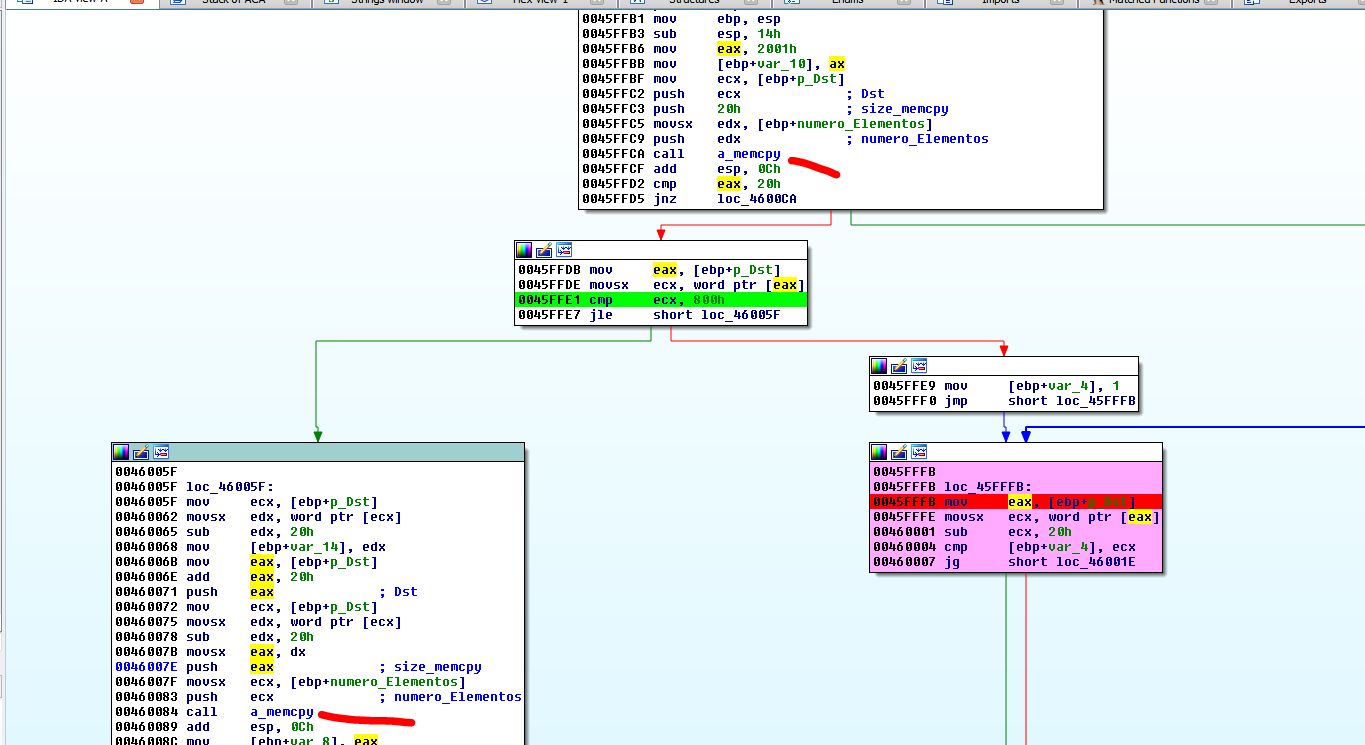 IDA View-A Stack of ACA Strings window Hex View-1 Structures Enums Imports Matched Functions Exports
0045FFB1 mov ebp, esp
0045FFB3 sub esp, 14h
0045FFB6 mov eax, 2001h
0045FFBB mov [ebp+var_10], ax
0045FFBF mov ecx, [ebp+p_Dst]
0045FFC2 push ecx ; Dst
0045FFC3 push 20h ; size_memcpy
0045FFC5 movsx edx, [ebp+numero_Elementos]
0045FFC9 push edx ; numero_Elementos
0045FFCA call a_memcpy
0045FFCF add esp, 0Ch
0045FFD2 cmp eax, 20h
0045FFD5 jnz loc_4600CA
0045FFDB mov eax, [ebp+p_Dst]
0045FFDE movsx ecx, word ptr [eax]
0045FFE1 cmp ecx, 800h
0045FFE7 jle short loc_46005F
0045FFE9 mov [ebp+var_4], 1
0045FFF0 jmp short loc_45FFFB
0046005F
0046005F loc_46005F:
0046005F mov ecx, [ebp+p_Dst]
00460062 movsx edx, word ptr [ecx]
00460065 sub edx, 20h
00460068 mov [ebp+var_14], edx
0046006B mov eax, [ebp+p_Dst]
0046006E add eax, 20h
00460071 push eax ; Dst
00460072 mov ecx, [ebp+p_Dst]
00460075 movsx edx, word ptr [ecx]
00460078 sub edx, 20h
0046007B movsx eax, dx
0046007E push eax ; size_memcpy
0046007F movsx ecx, [ebp+numero_Elementos]
00460083 push ecx ; numero_Elementos
00460084 call a_memcpy
00460089 add esp, 0Ch
0046008C mov [ebp+var_8], eax
0045FFFB
0045FFFB loc_45FFFB:
0045FFFB mov eax, [ebp+p_Dst]
0045FFFE movsx ecx, word ptr [eax]
00460001 sub ecx, 20h
00460004 cmp [ebp+var_4], ecx
00460007 jg short loc_46001E